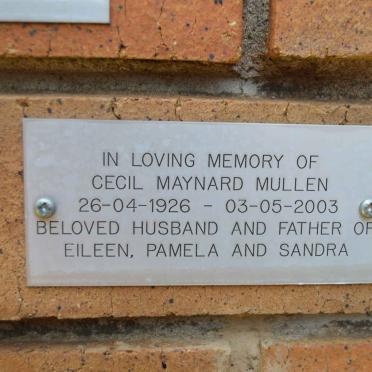 IN LOVING MEMORY OF
CECIL MAYNARD MULLEN
26-04-1926 - 03-05-2003
BELOVED HUSBAND AND FATHER OF
EILEEN, PAMELA AND SANDRA